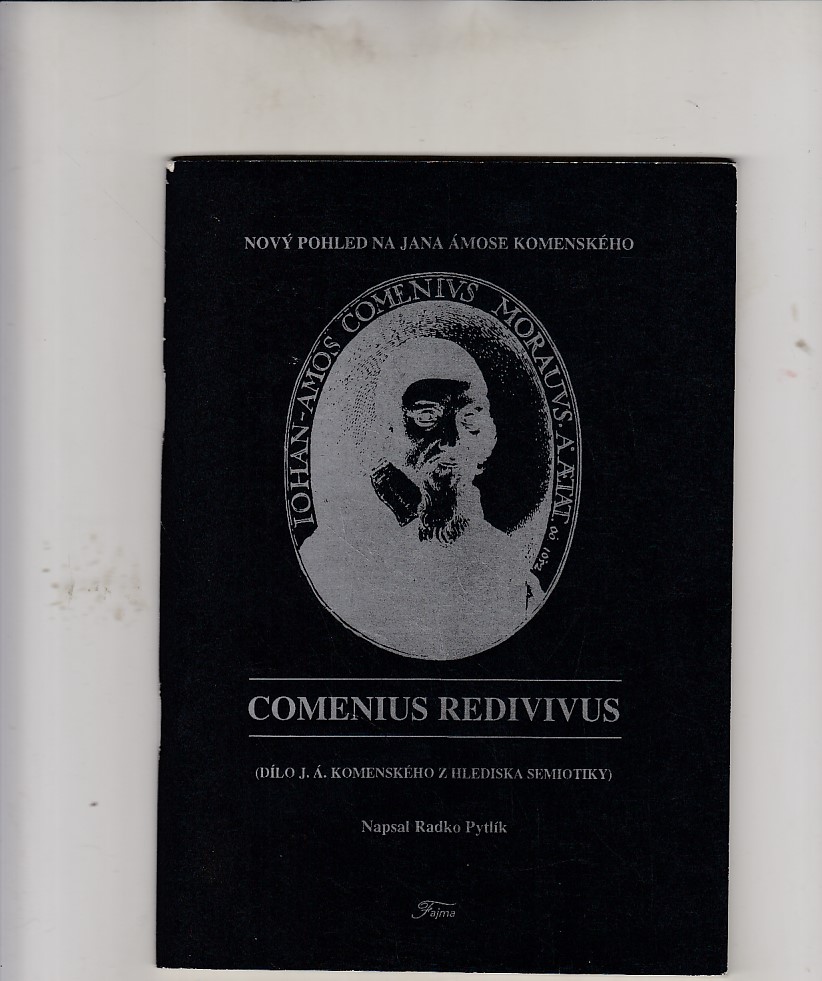 NOVÝ POHLED NA JANA ÁMOSE KOMENSKÉHO
IOHAN-AMOS COMENIVS MORAUVS. A. ÆTAT. 
COMENIUS REDIVIVUS
(DÍLO J. Á. KOMENSKÉHO Z HLEDISKA SEMIOTIKY)
Napsal Radko Pytlík
Fajma